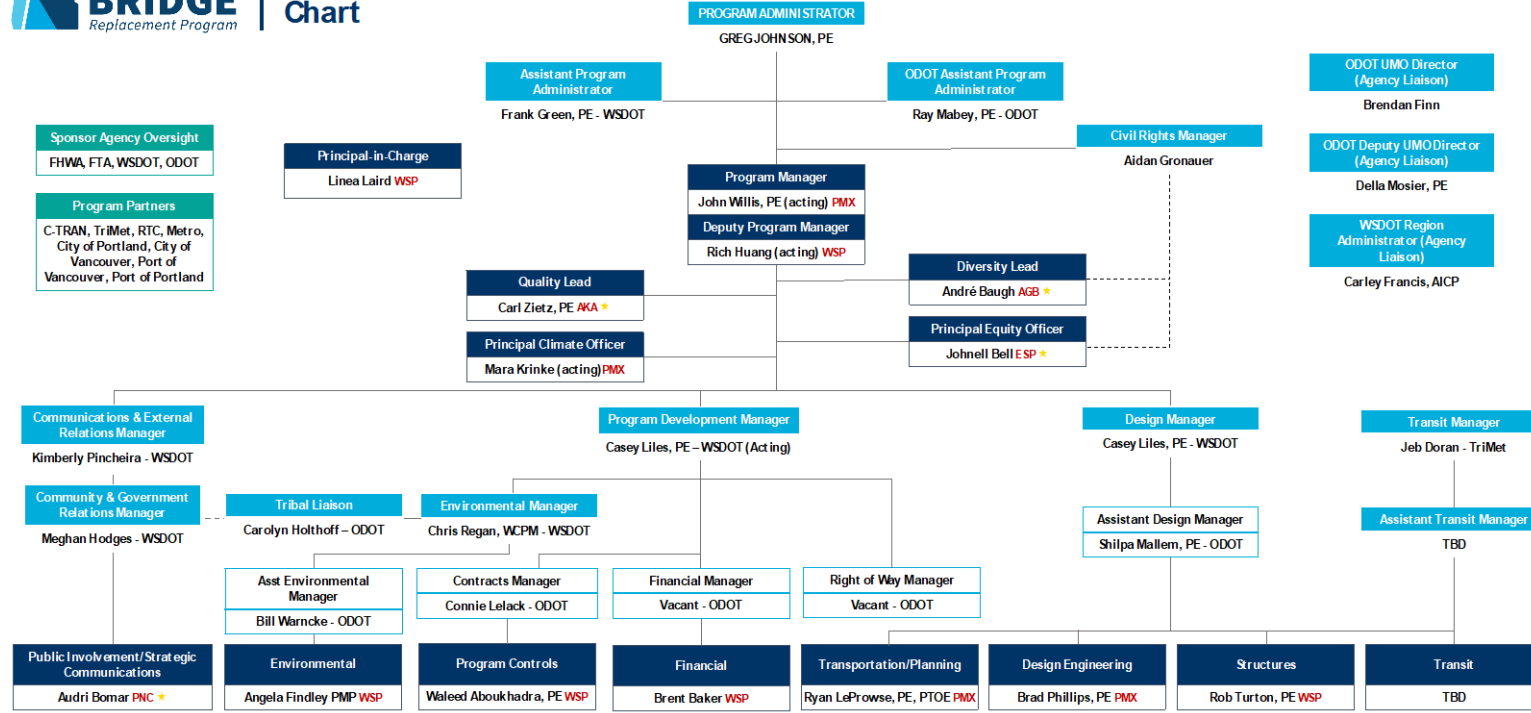 BRIDGE
Replacement Program
Chart
PROGRAM ADMINISTRATOR
GREG JOHNSON, PE
Assistant Program
Administrator
Frank Green, PE - WSDOT
ODOT Assistant Program
Administrator
Ray Mabey, PE - ODOT
ODOT UMO Director
(Agency Liaison)
Brendan Finn
Sponsor Agency Oversight
FHWA, FTA, WSDOT, ODOT
Principal-in-Charge
Linea Laird WSP
Civil Rights Manager
Aidan Gronauer
ODOT Deputy UMO Director
(Agency Liaison)
Della Mosier, PE
Program Manager
John Willis, PE (acting) PMX
Deputy Program Manager
Rich Huang (acting) WSP
Program Partners
C-TRAN, TriMet, RTC, Metro,
City of Portland, City of
Vancouver, Port of
Vancouver, Port of Portland
WSDOT Region
Administrator (Agency
Liaison)
Carley Francis, AICP
Quality Lead
Carl Zietz, PE AKA
Diversity Lead
André Baugh AGB
Principal Climate Officer
Mara Krinke (acting) PMX
Principal Equity Officer
Johnell Bell ESP
Communications & External
Relations Manager
Kimberly Pincheira - WSDOT
Program Development Manager
Casey Liles, PE – WSDOT (Acting)
Design Manager
Casey Liles, PE - WSDOT
Transit Manager
Jeb Doran - TriMet
Community & Government
Relations Manager
Meghan Hodges - WSDOT
Tribal Liaison
Carolyn Holthoff – ODOT
Environmental Manager
Chris Regan, WCPM - WSDOT
Assistant Design Manager
Shilpa Mallem, PE - ODOT
Assistant Transit Manager
TBD
Asst Environmental
Manager
Bill Warncke - ODOT
Contracts Manager
Connie Lelack - ODOT
Financial Manager
Vacant - ODOT
Right of Way Manager
Vacant - ODOT
Public Involvement/Strategic
Communications
Audri Bomar PNC
Environmental
Angela Findley PMP WSP
Program Controls
Waleed Aboukhadra, PE WSP
Financial
Brent Baker WSP
Transportation/Planning
Ryan LeProwse, PE, PTOE PMX
Design Engineering
Brad Phillips, PE PMX
Structures
Rob Turton, PE WSP
Transit
TBD